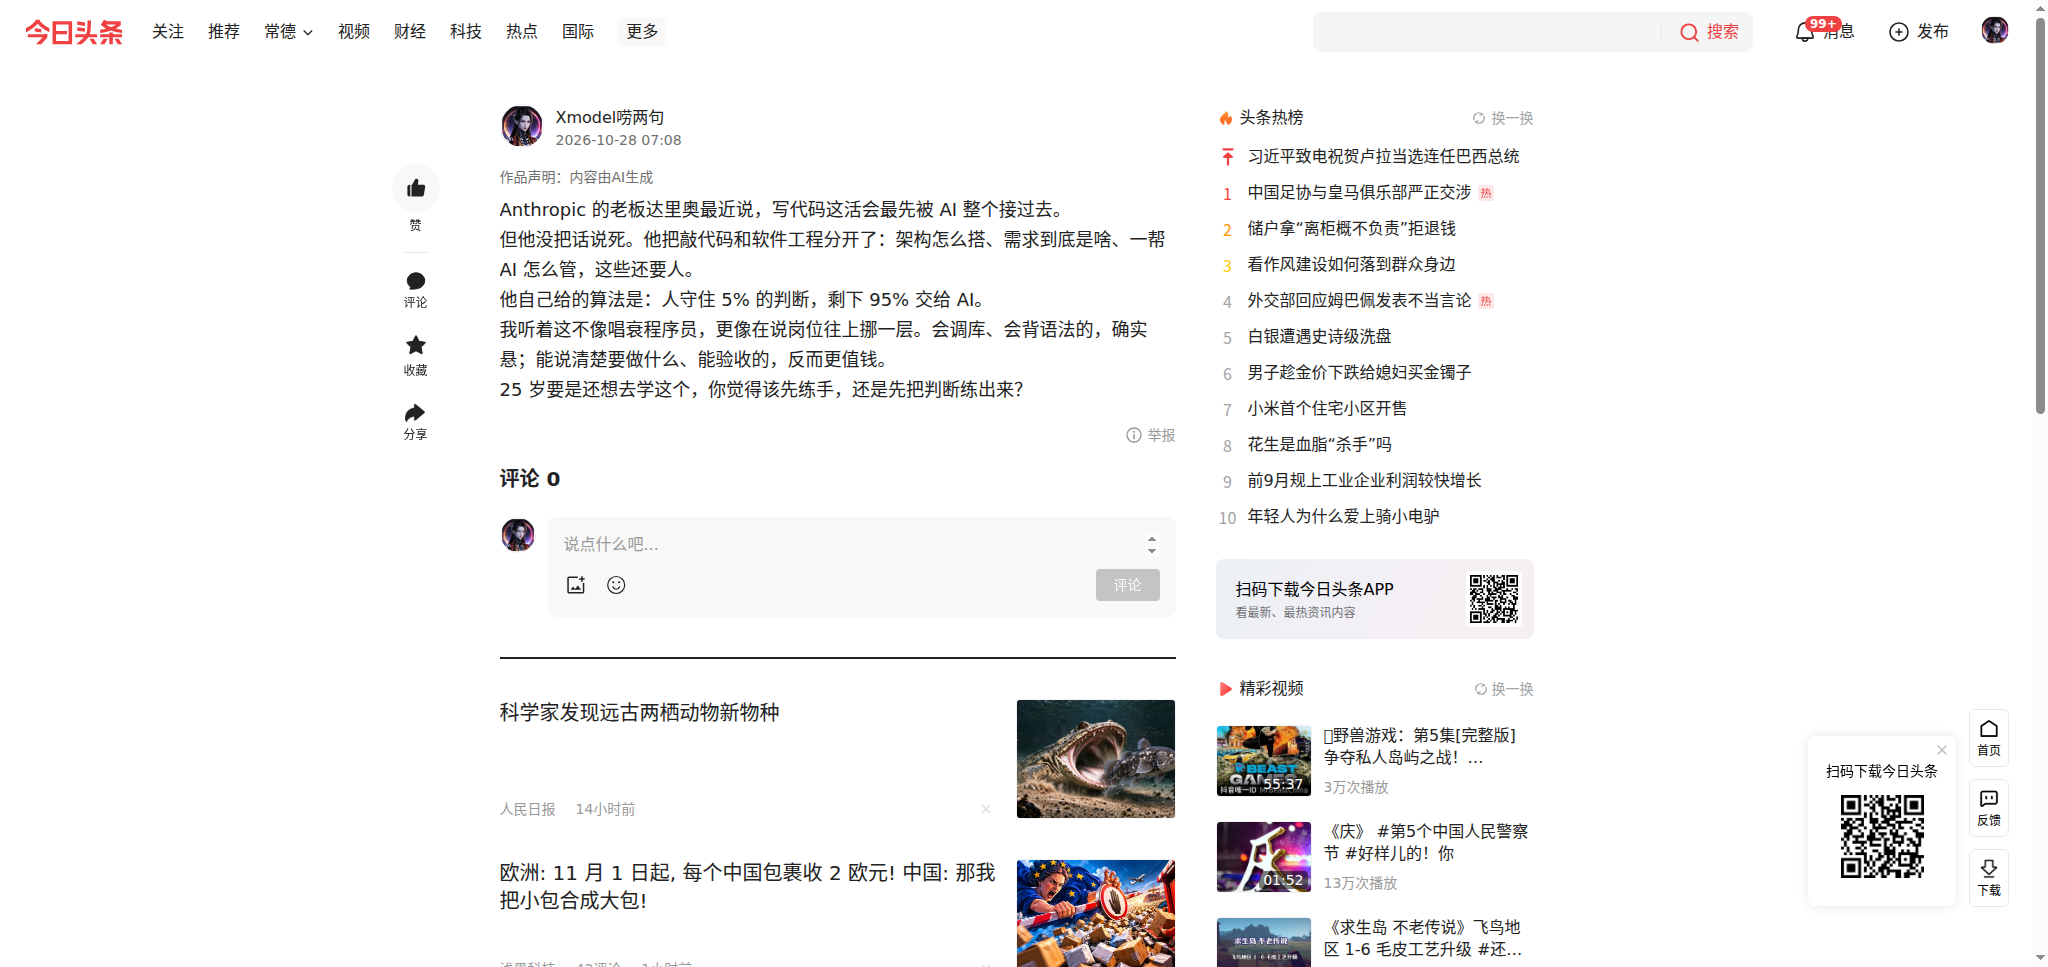 今日头条
关注 推荐 常德 视频 财经 科技 热点 国际 更多
搜索
99+
消息
发布
Xmodel唠两句
2026-10-28 07:08
作品声明：内容由AI生成
Anthropic 的老板达里奥最近说，写代码这活会最先被 AI 整个接过去。
但他没把话说死。他把敲代码和软件工程分开了：架构怎么搭、需求到底是啥、一帮
AI 怎么管，这些还要人。
他自己给的算法是：人守住 5% 的判断，剩下 95% 交给 AI。
我听着这不像唱衰程序员，更像在说岗位往上挪一层。会调库、会背语法的，确实
悬；能说清楚要做什么、能验收的，反而更值钱。
25 岁要是还想去学这个，你觉得该先练手，还是先把判断练出来？
赞
评论
收藏
分享
举报
评论 0
说点什么吧...
评论
科学家发现远古两栖动物新物种
人民日报 14小时前
欧洲: 11 月 1 日起, 每个中国包裹收 2 欧元! 中国: 那我
把小包合成大包!
头条热榜
换一换
习近平致电祝贺卢拉当选连任巴西总统
1 中国足协与皇马俱乐部严正交涉 热
2 储户拿“离柜概不负责”拒退钱
3 看作风建设如何落到群众身边
4 外交部回应姆巴佩发表不当言论 热
5 白银遭遇史诗级洗盘
6 男子趁金价下跌给媳妇买金镯子
7 小米首个住宅小区开售
8 花生是血脂“杀手”吗
9 前9月规上工业企业利润较快增长
10 年轻人为什么爱上骑小电驴
扫码下载今日头条APP
看最新、最热资讯内容
精彩视频
换一换
野兽游戏：第5集[完整版]
争夺私人岛屿之战！...
3万次播放
BEAST
GAMES
55:37
抖音唯一ID
《庆》 #第5个中国人民警察
节 #好样儿的！你
13万次播放
庆
01:52
《求生岛 不老传说》飞鸟地
区 1-6 毛皮工艺升级 #还...
求生岛 不老传说
飞鸟地区 1-6 毛皮工艺升级
扫码下载今日头条
首页
反馈
下载